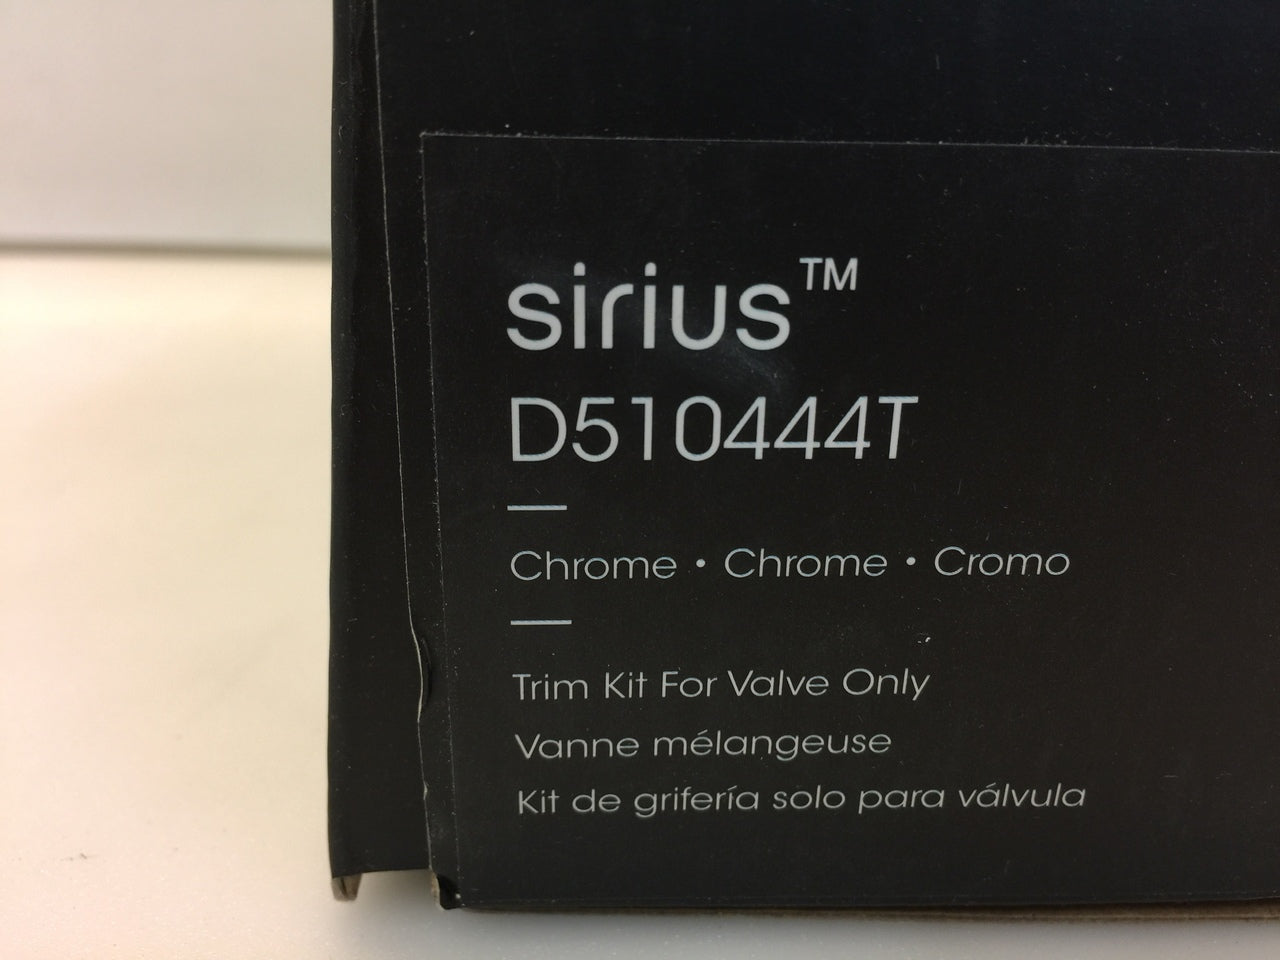 sirius™
D510444T
Chrome • Chrome • Cromo
Trim Kit For Valve Only
Vanne mélangeuse
Kit de grifería solo para válvula